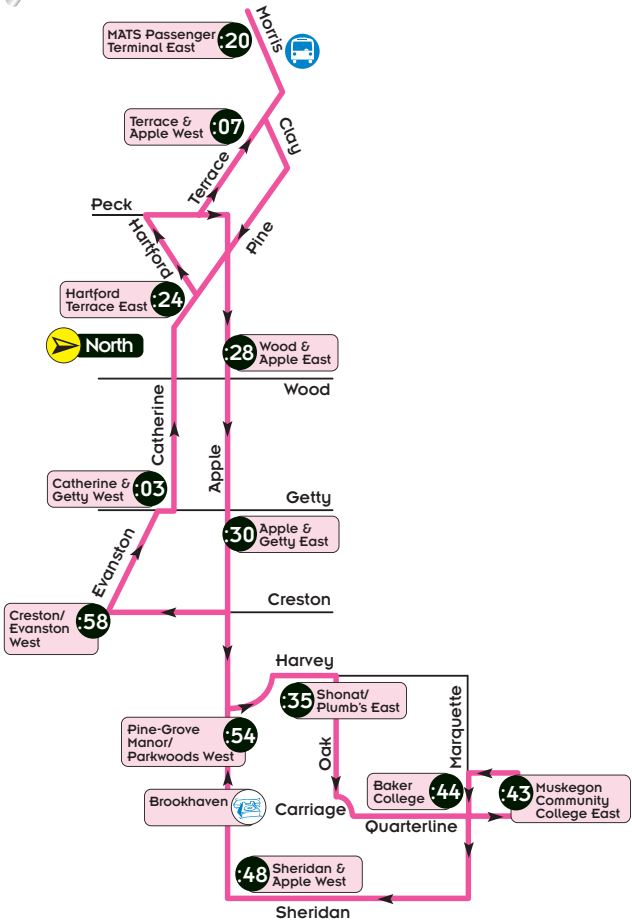 Morris
MATS Passenger
Terminal East
:20
Terrace &
Apple West
:07
Clay
Terrace
Peck
Hartford
Pine
Hartford
Terrace East
:24
North
:28
Wood &
Apple East
Wood
Catherine
Apple
Catherine &
Getty West
:03
Getty
:30
Apple &
Getty East
Evanston
Creston
Creston/
Evanston
West
:58
Harvey
:35
Shonat/
Plumb's East
Marquette
Pine-Grove
Manor/
Parkwoods West
:54
Oak
Baker
College
:44
:43
Muskegon
Community
College East
Brookhaven
Carriage
Quarterline
:48
Sheridan &
Apple West
Sheridan